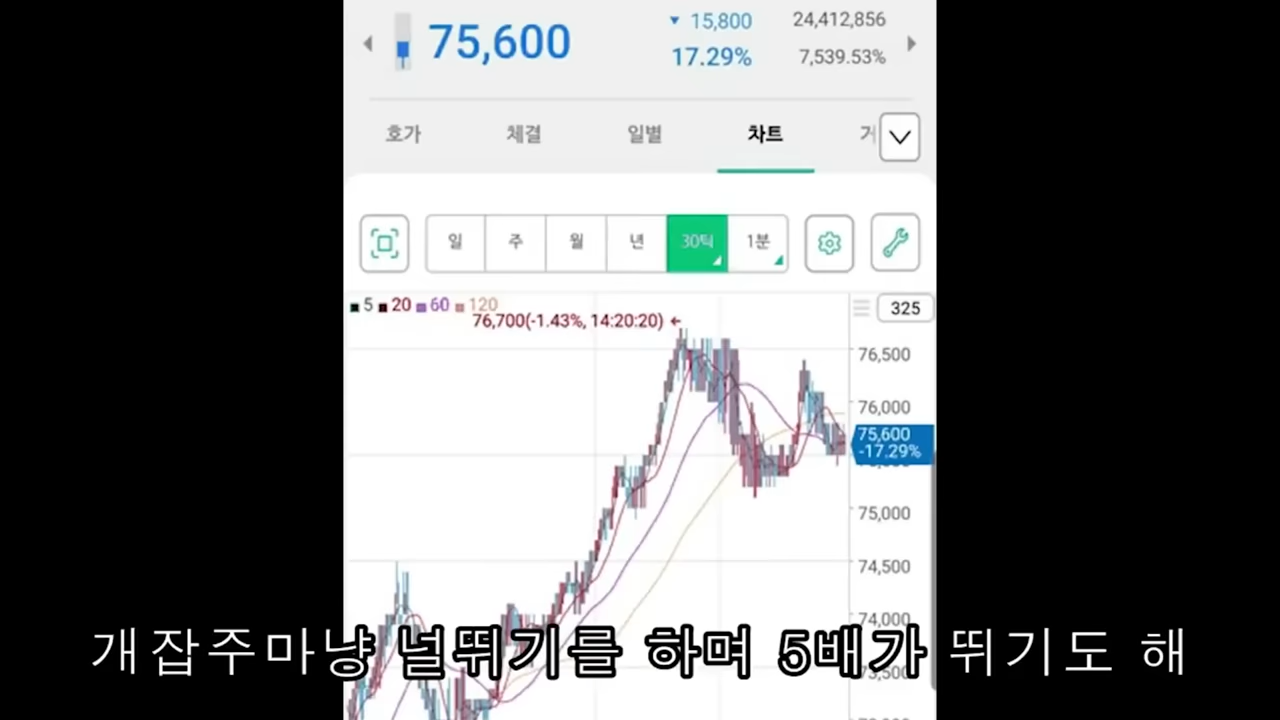 75,600
▼ 15,800
24,412,856
17.29%
7,539.53%
호가 체결 일별 차트
일 주 월 년 30틱 1분
5 20 60 120
325
76,700(-1.43%, 14:20:20) ←
76,500
76,000
75,600
-17.29%
75,000
74,500
74,000
73,500
개잡주마냥 널뛰기를 하며 5배가 뛰기도 해